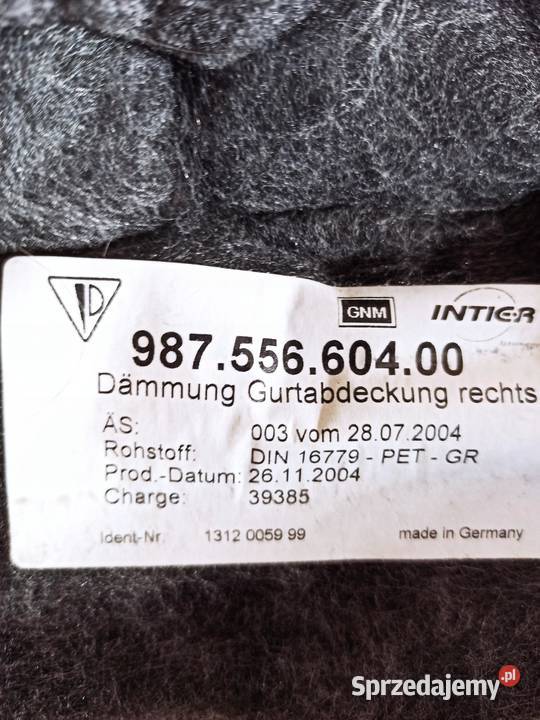 GNM INTIER
987.556.604.00
Dämmung Gurtabdeckung rechts
ÄS: 003 vom 28.07.2004
Rohstoff: DIN 16779 - PET - GR
Prod.-Datum: 26.11.2004
Charge: 39385
Ident-Nr. 1312 0059 99 made in Germany
Sprzedajemy.pl